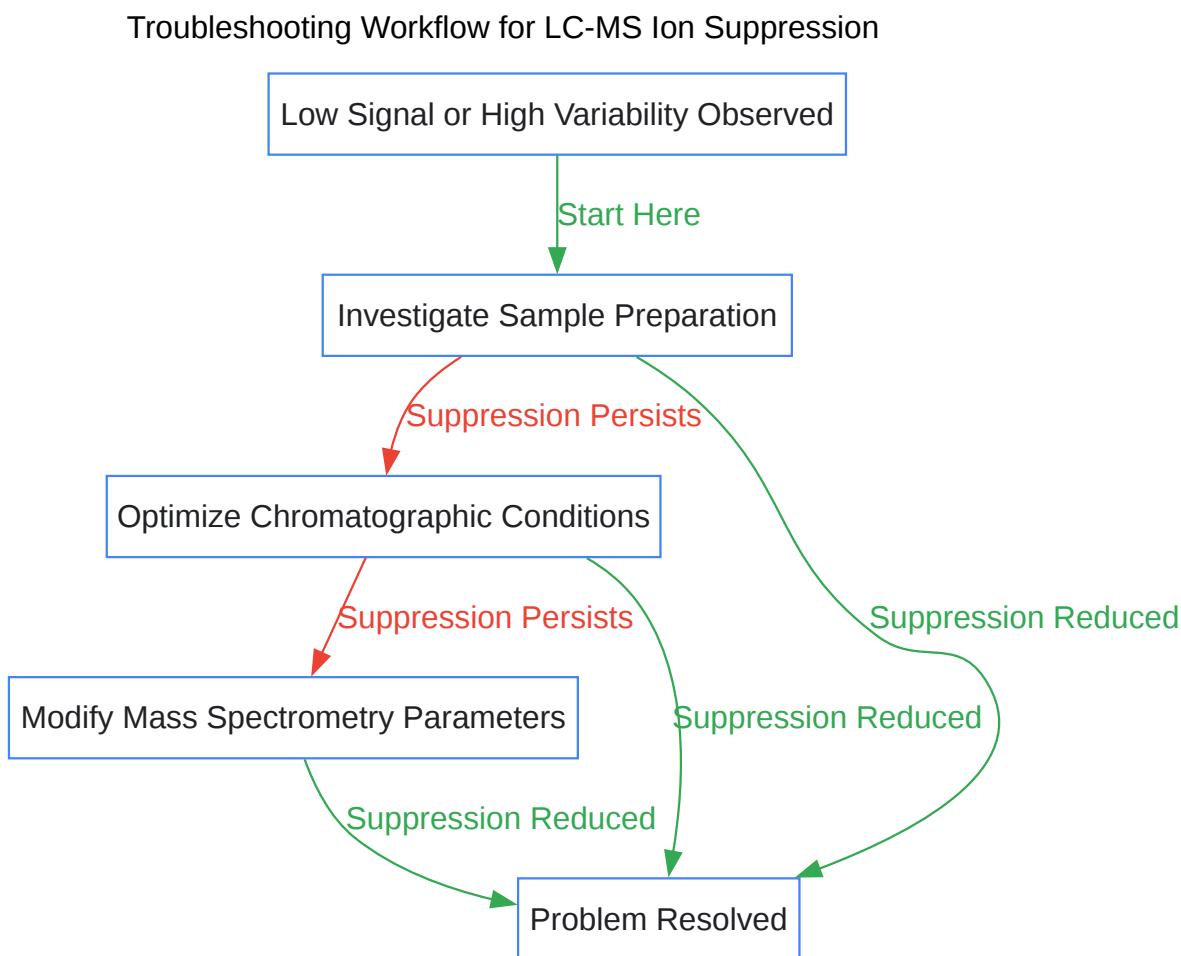 Troubleshooting Workflow for LC-MS Ion Suppression
Low Signal or High Variability Observed
Start Here
Investigate Sample Preparation
Suppression Persists
Optimize Chromatographic Conditions
Suppression Persists
Suppression Reduced
Modify Mass Spectrometry Parameters
Suppression Reduced
Suppression Reduced
Problem Resolved